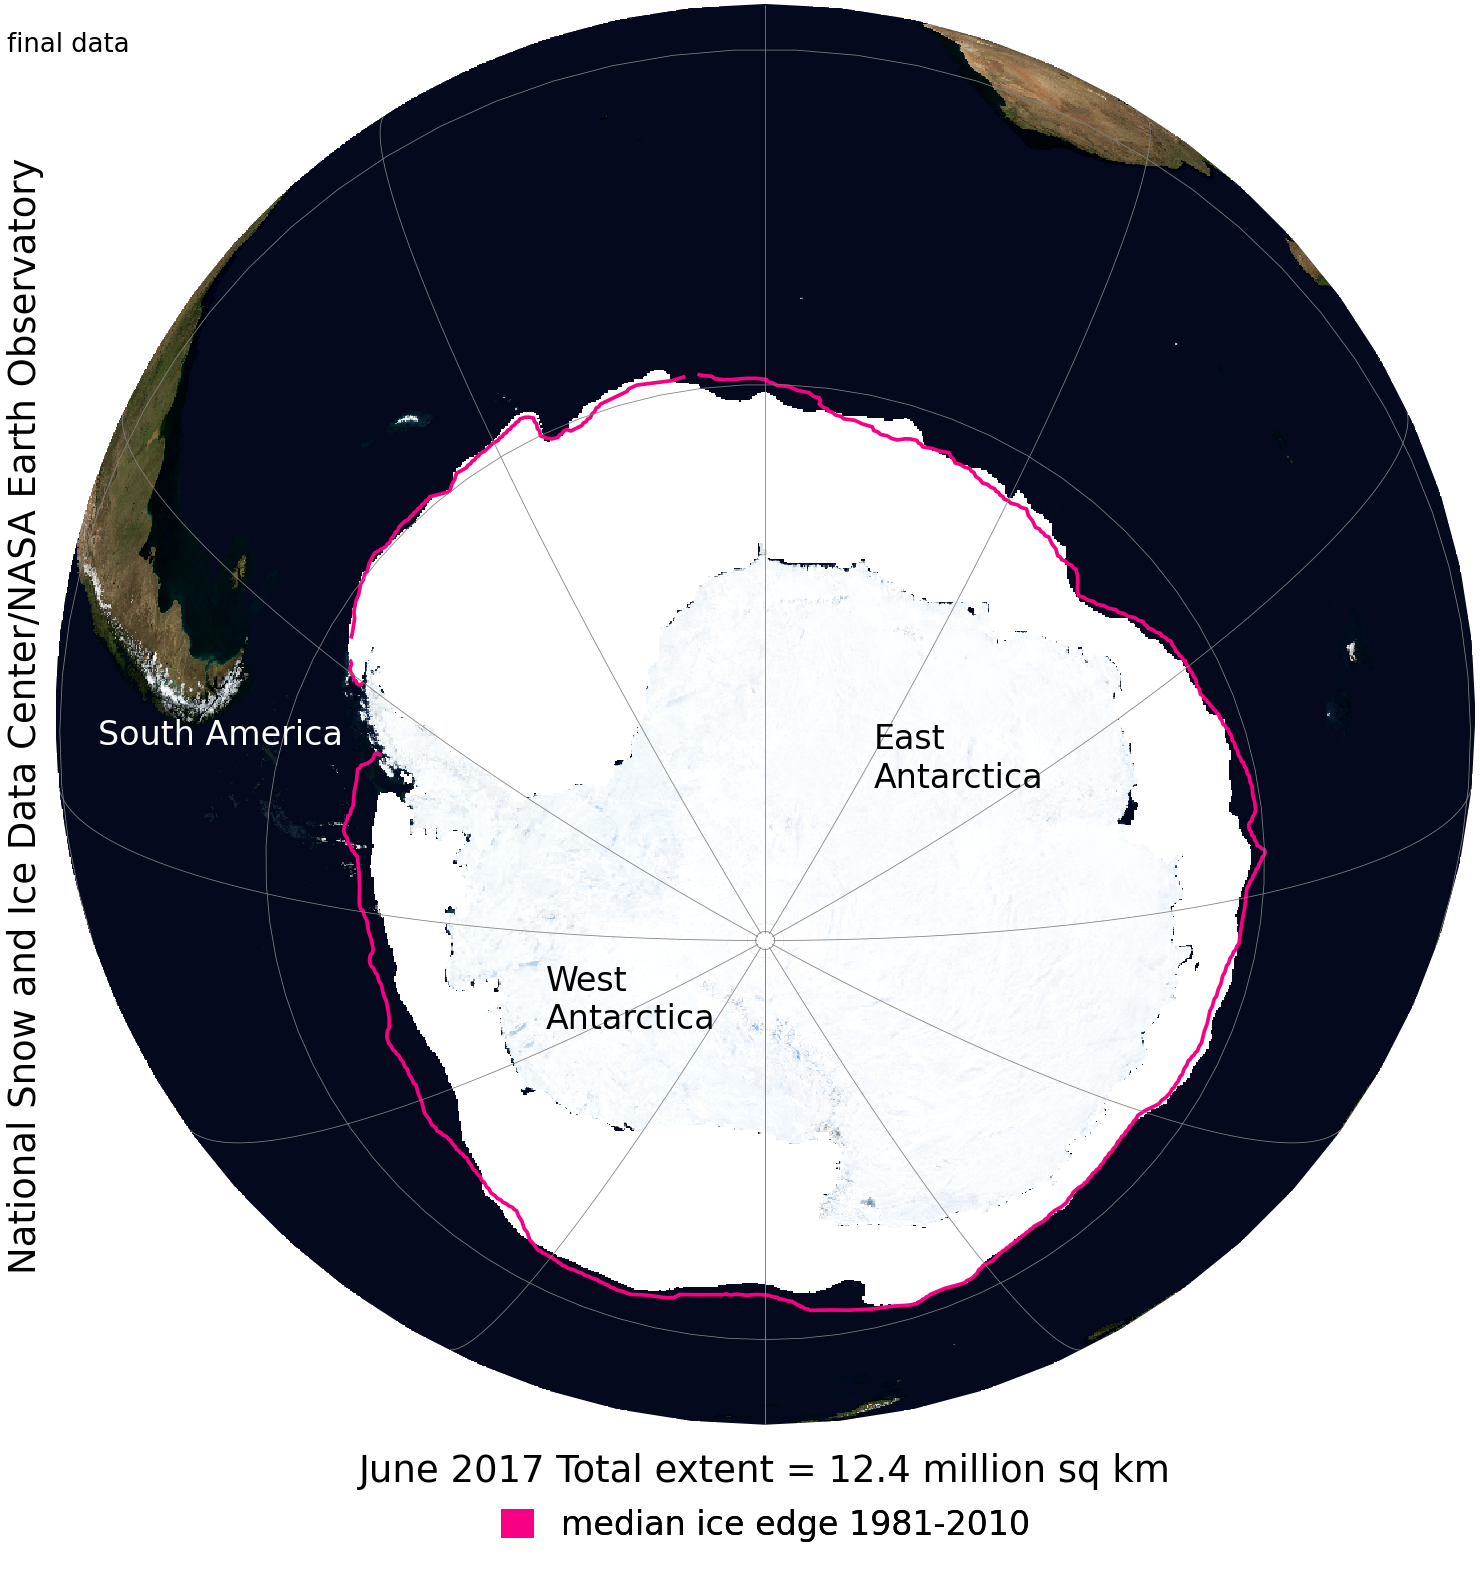 final data
National Snow and Ice Data Center/NASA Earth Observatory
South America
East
Antarctica
West
Antarctica
June 2017 Total extent = 12.4 million sq km
median ice edge 1981-2010